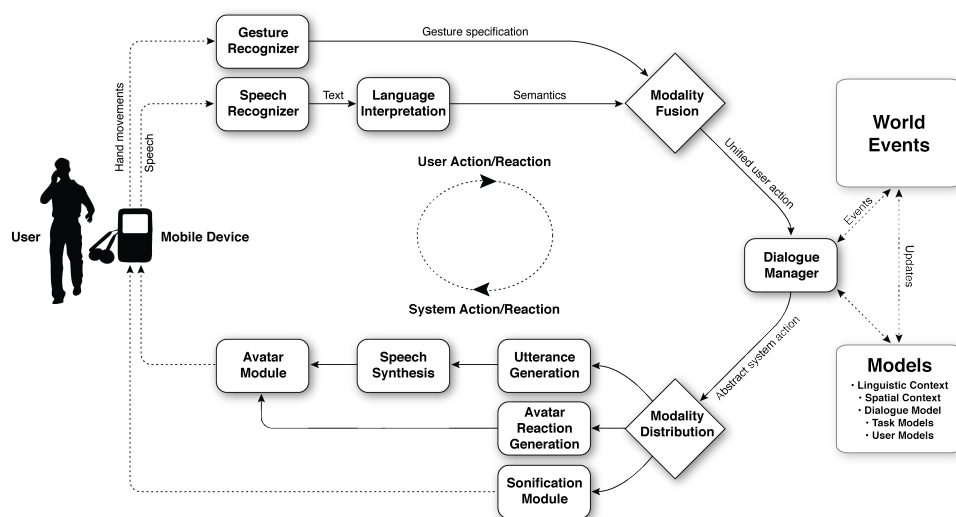 Gesture
Recognizer
Gesture specification
Speech
Recognizer
Text
Language
Interpretation
Semantics
Modality
Fusion
World
Events
Hand movements
Speech
User Action/Reaction
Unified user action
Events
User
Mobile Device
Dialogue
Manager
Updates
System Action/Reaction
Abstract system action
Avatar
Module
Speech
Synthesis
Utterance
Generation
Models
• Linguistic Context
• Spatial Context
• Dialogue Model
• Task Models
• User Models
Avatar
Reaction
Generation
Modality
Distribution
Sonification
Module